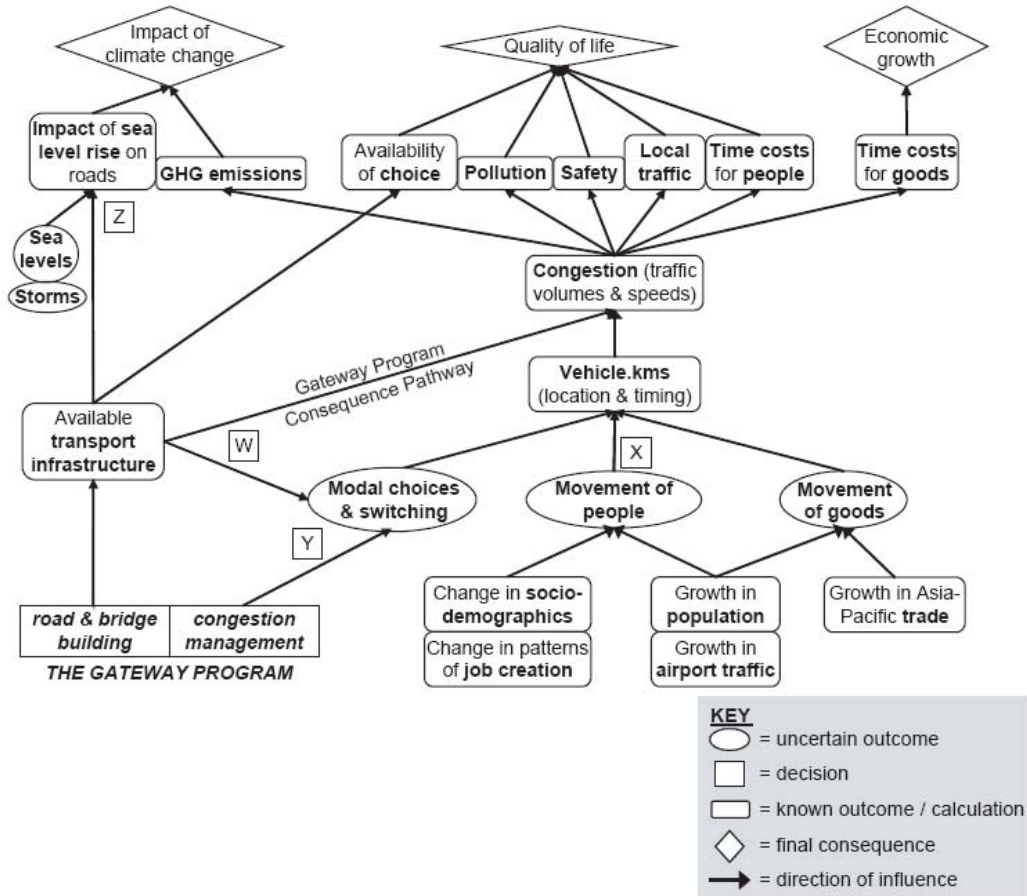 Impact of
climate change
Quality of life
Economic
growth
Impact of sea
level rise on
roads
GHG emissions
Availability
of choice
Pollution
Safety
Local
traffic
Time costs
for people
Time costs
for goods
Z
Sea
levels
Storms
Congestion (traffic
volumes & speeds)
Gateway Program
Consequence Pathway
Vehicle.kms
(location & timing)
Available
transport
infrastructure
W
X
Modal choices
& switching
Movement of
people
Movement
of goods
Y
road & bridge
building
congestion
management
THE GATEWAY PROGRAM
Change in socio-
demographics
Change in patterns
of job creation
Growth in
population
Growth in
airport traffic
Growth in Asia-
Pacific trade
KEY
= uncertain outcome
= decision
= known outcome / calculation
= final consequence
= direction of influence